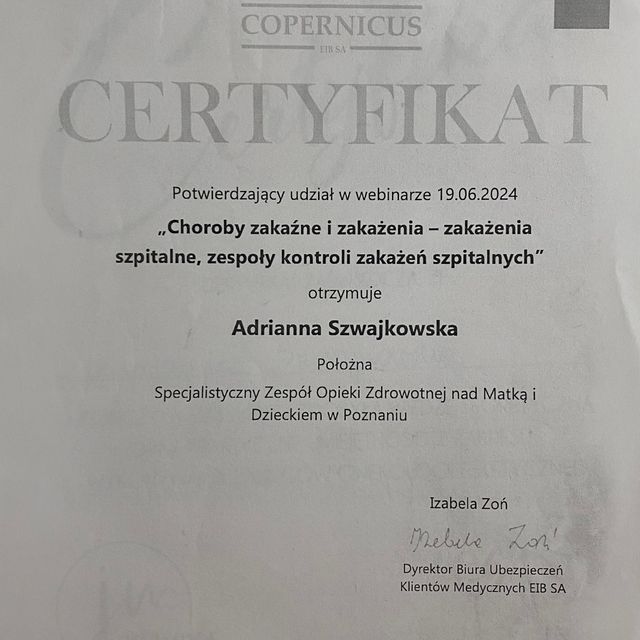 COPERNICUS
EIB SA
CERTYFIKAT
Potwierdzający udział w webinarze 19.06.2024
„Choroby zakaźne i zakażenia – zakażenia
szpitalne, zespoły kontroli zakażeń szpitalnych”
otrzymuje
Adrianna Szwajkowska
Położna
Specjalistyczny Zespół Opieki Zdrowotnej nad Matką i
Dzieckiem w Poznaniu
Izabela Zoń
Izabela Zoń
Dyrektor Biura Ubezpieczeń
Klientów Medycznych EIB SA